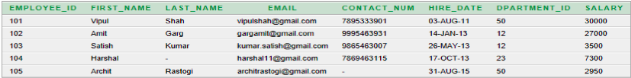 EMPLOYEE_ID FIRST_NAME LAST_NAME EMAIL CONTACT_NUM HIRE_DATE DPARTMENT_ID SALARY
101 Vipul Shah vipulshah@gmail.com 7895333901 03-AUG-11 50 30000
102 Amit Garg gargamit@gmail.com 9995463931 14-JAN-13 12 27000
103 Satish Kumar kumar.satish@gmail.com 9865463007 26-MAY-13 12 3500
104 Harshal - harshal11@gmail.com 7869463115 17-OCT-13 23 7300
105 Archit Rastogi architrastogi@gmail.com - 31-AUG-15 50 2950